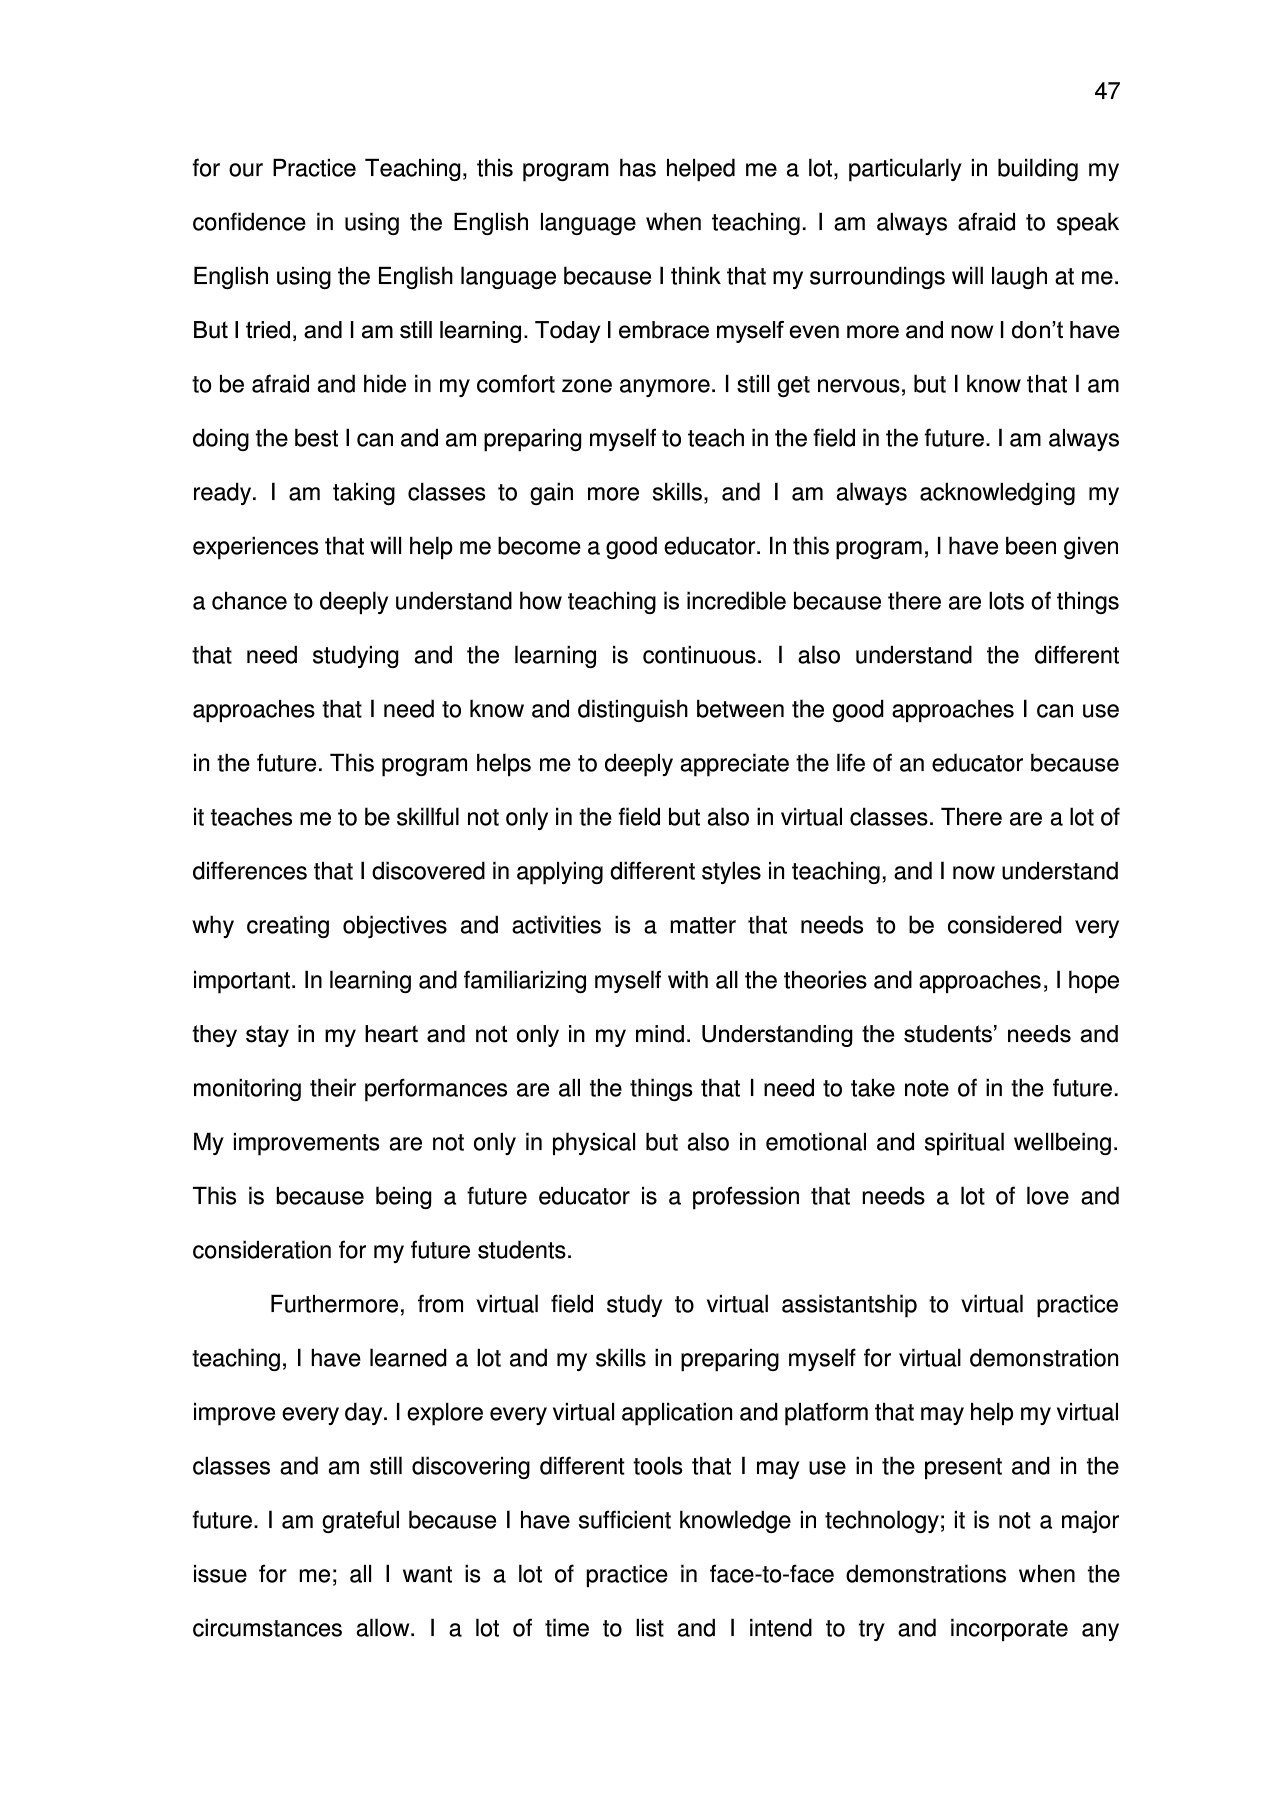 47
for our Practice Teaching, this program has helped me a lot, particularly in building my
confidence in using the English language when teaching. I am always afraid to speak
English using the English language because I think that my surroundings will laugh at me.
But I tried, and I am still learning. Today I embrace myself even more and now I don’t have
to be afraid and hide in my comfort zone anymore. I still get nervous, but I know that I am
doing the best I can and am preparing myself to teach in the field in the future. I am always
ready. I am taking classes to gain more skills, and I am always acknowledging my
experiences that will help me become a good educator. In this program, I have been given
a chance to deeply understand how teaching is incredible because there are lots of things
that need studying and the learning is continuous. I also understand the different
approaches that I need to know and distinguish between the good approaches I can use
in the future. This program helps me to deeply appreciate the life of an educator because
it teaches me to be skillful not only in the field but also in virtual classes. There are a lot of
differences that I discovered in applying different styles in teaching, and I now understand
why creating objectives and activities is a matter that needs to be considered very
important. In learning and familiarizing myself with all the theories and approaches, I hope
they stay in my heart and not only in my mind. Understanding the students’ needs and
monitoring their performances are all the things that I need to take note of in the future.
My improvements are not only in physical but also in emotional and spiritual wellbeing.
This is because being a future educator is a profession that needs a lot of love and
consideration for my future students.
Furthermore, from virtual field study to virtual assistantship to virtual practice
teaching, I have learned a lot and my skills in preparing myself for virtual demonstration
improve every day. I explore every virtual application and platform that may help my virtual
classes and am still discovering different tools that I may use in the present and in the
future. I am grateful because I have sufficient knowledge in technology; it is not a major
issue for me; all I want is a lot of practice in face-to-face demonstrations when the
circumstances allow. I a lot of time to list and I intend to try and incorporate any